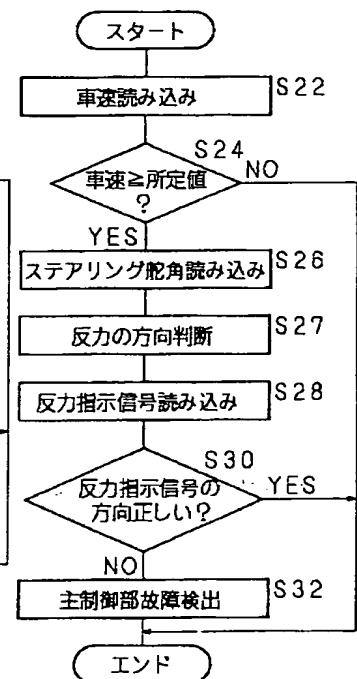 スタート
車速読み込み
S22
S24
車速≧所定値
?
NO
YES
ステアリング舵角読み込み
S26
反力の方向判断
S27
反力指示信号読み込み
S28
S30
反力指示信号の
方向正しい?
YES
NO
主制御部故障検出
S32
エンド